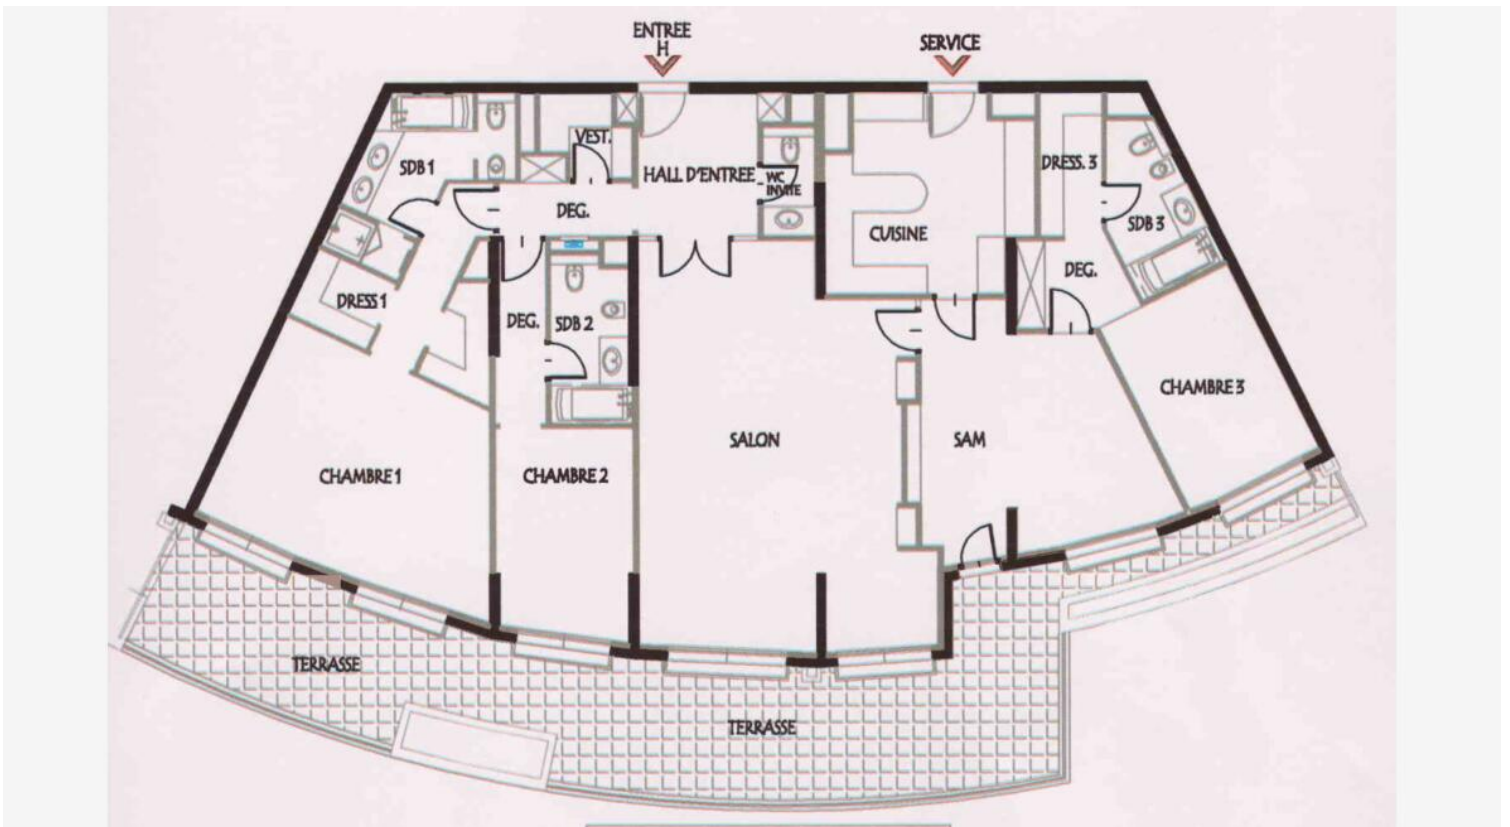 ENTREE
H
SERVICE
VEST.
SDB 1
HALL D'ENTREE
WC
INVITE
DRESS. 3
DEG.
CUISINE
SDB 3
DEG.
DRESS 1
DEG.
SDB 2
CHAMBRE 3
SALON
SAM
CHAMBRE 1
CHAMBRE 2
TERRASSE
TERRASSE